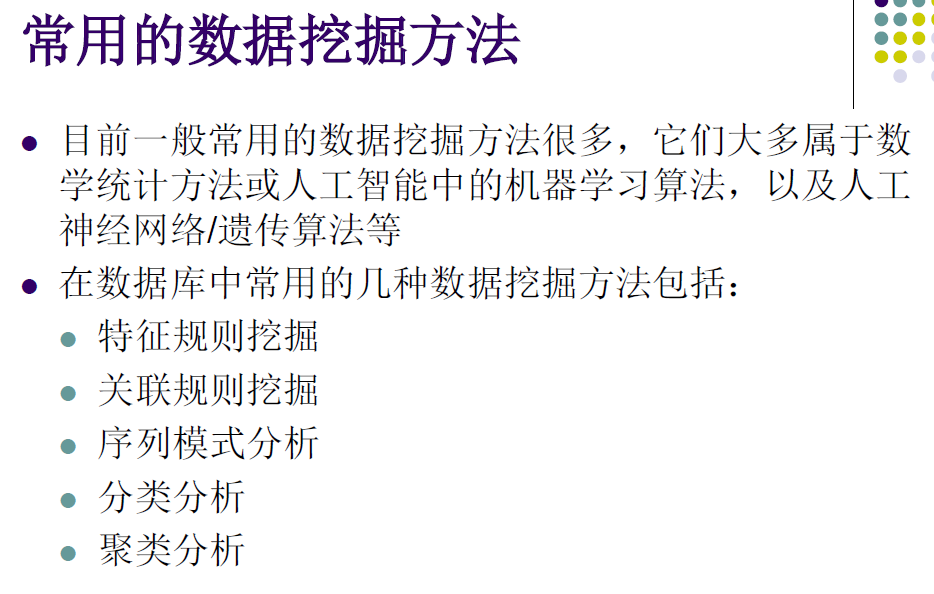 常用的数据挖掘方法
目前一般常用的数据挖掘方法很多，它们大多属于数
学统计方法或人工智能中的机器学习算法，以及人工
神经网络/遗传算法等
在数据库中常用的几种数据挖掘方法包括：
特征规则挖掘
关联规则挖掘
序列模式分析
分类分析
聚类分析